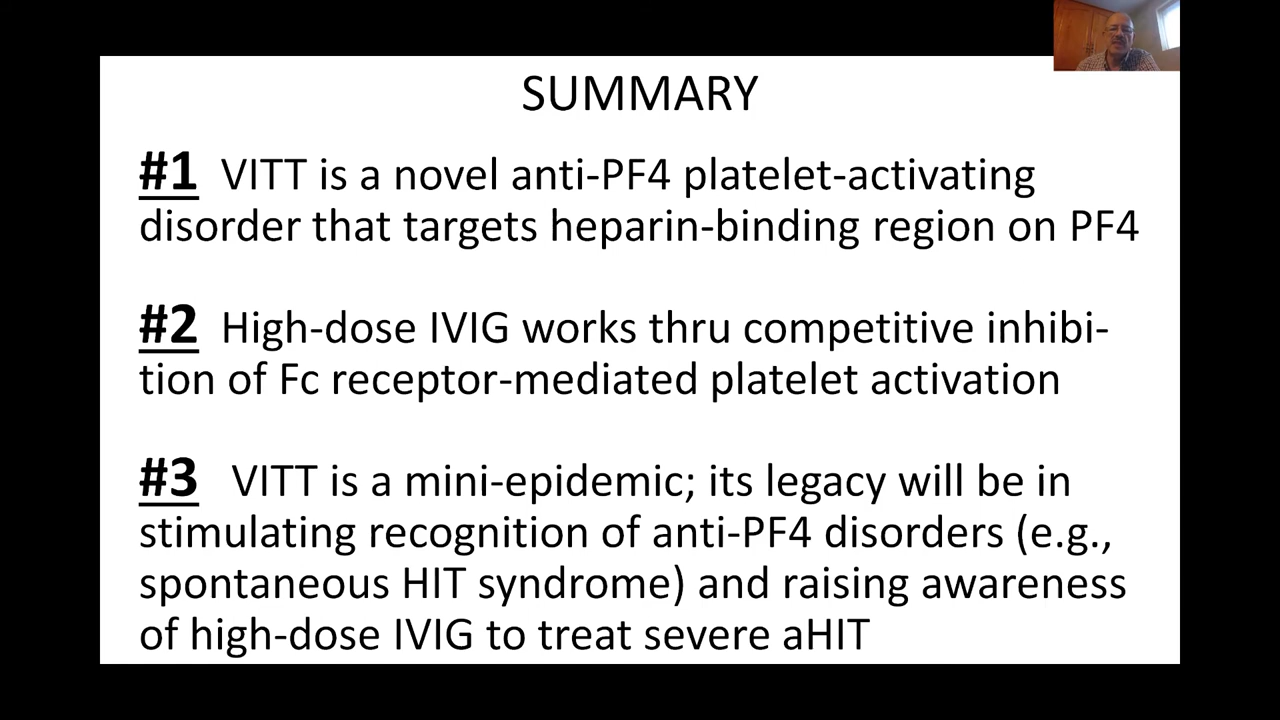 SUMMARY
#1 VITT is a novel anti-PF4 platelet-activating
disorder that targets heparin-binding region on PF4
#2 High-dose IVIG works thru competitive inhibi-
tion of Fc receptor-mediated platelet activation
#3 VITT is a mini-epidemic; its legacy will be in
stimulating recognition of anti-PF4 disorders (e.g.,
spontaneous HIT syndrome) and raising awareness
of high-dose IVIG to treat severe aHIT